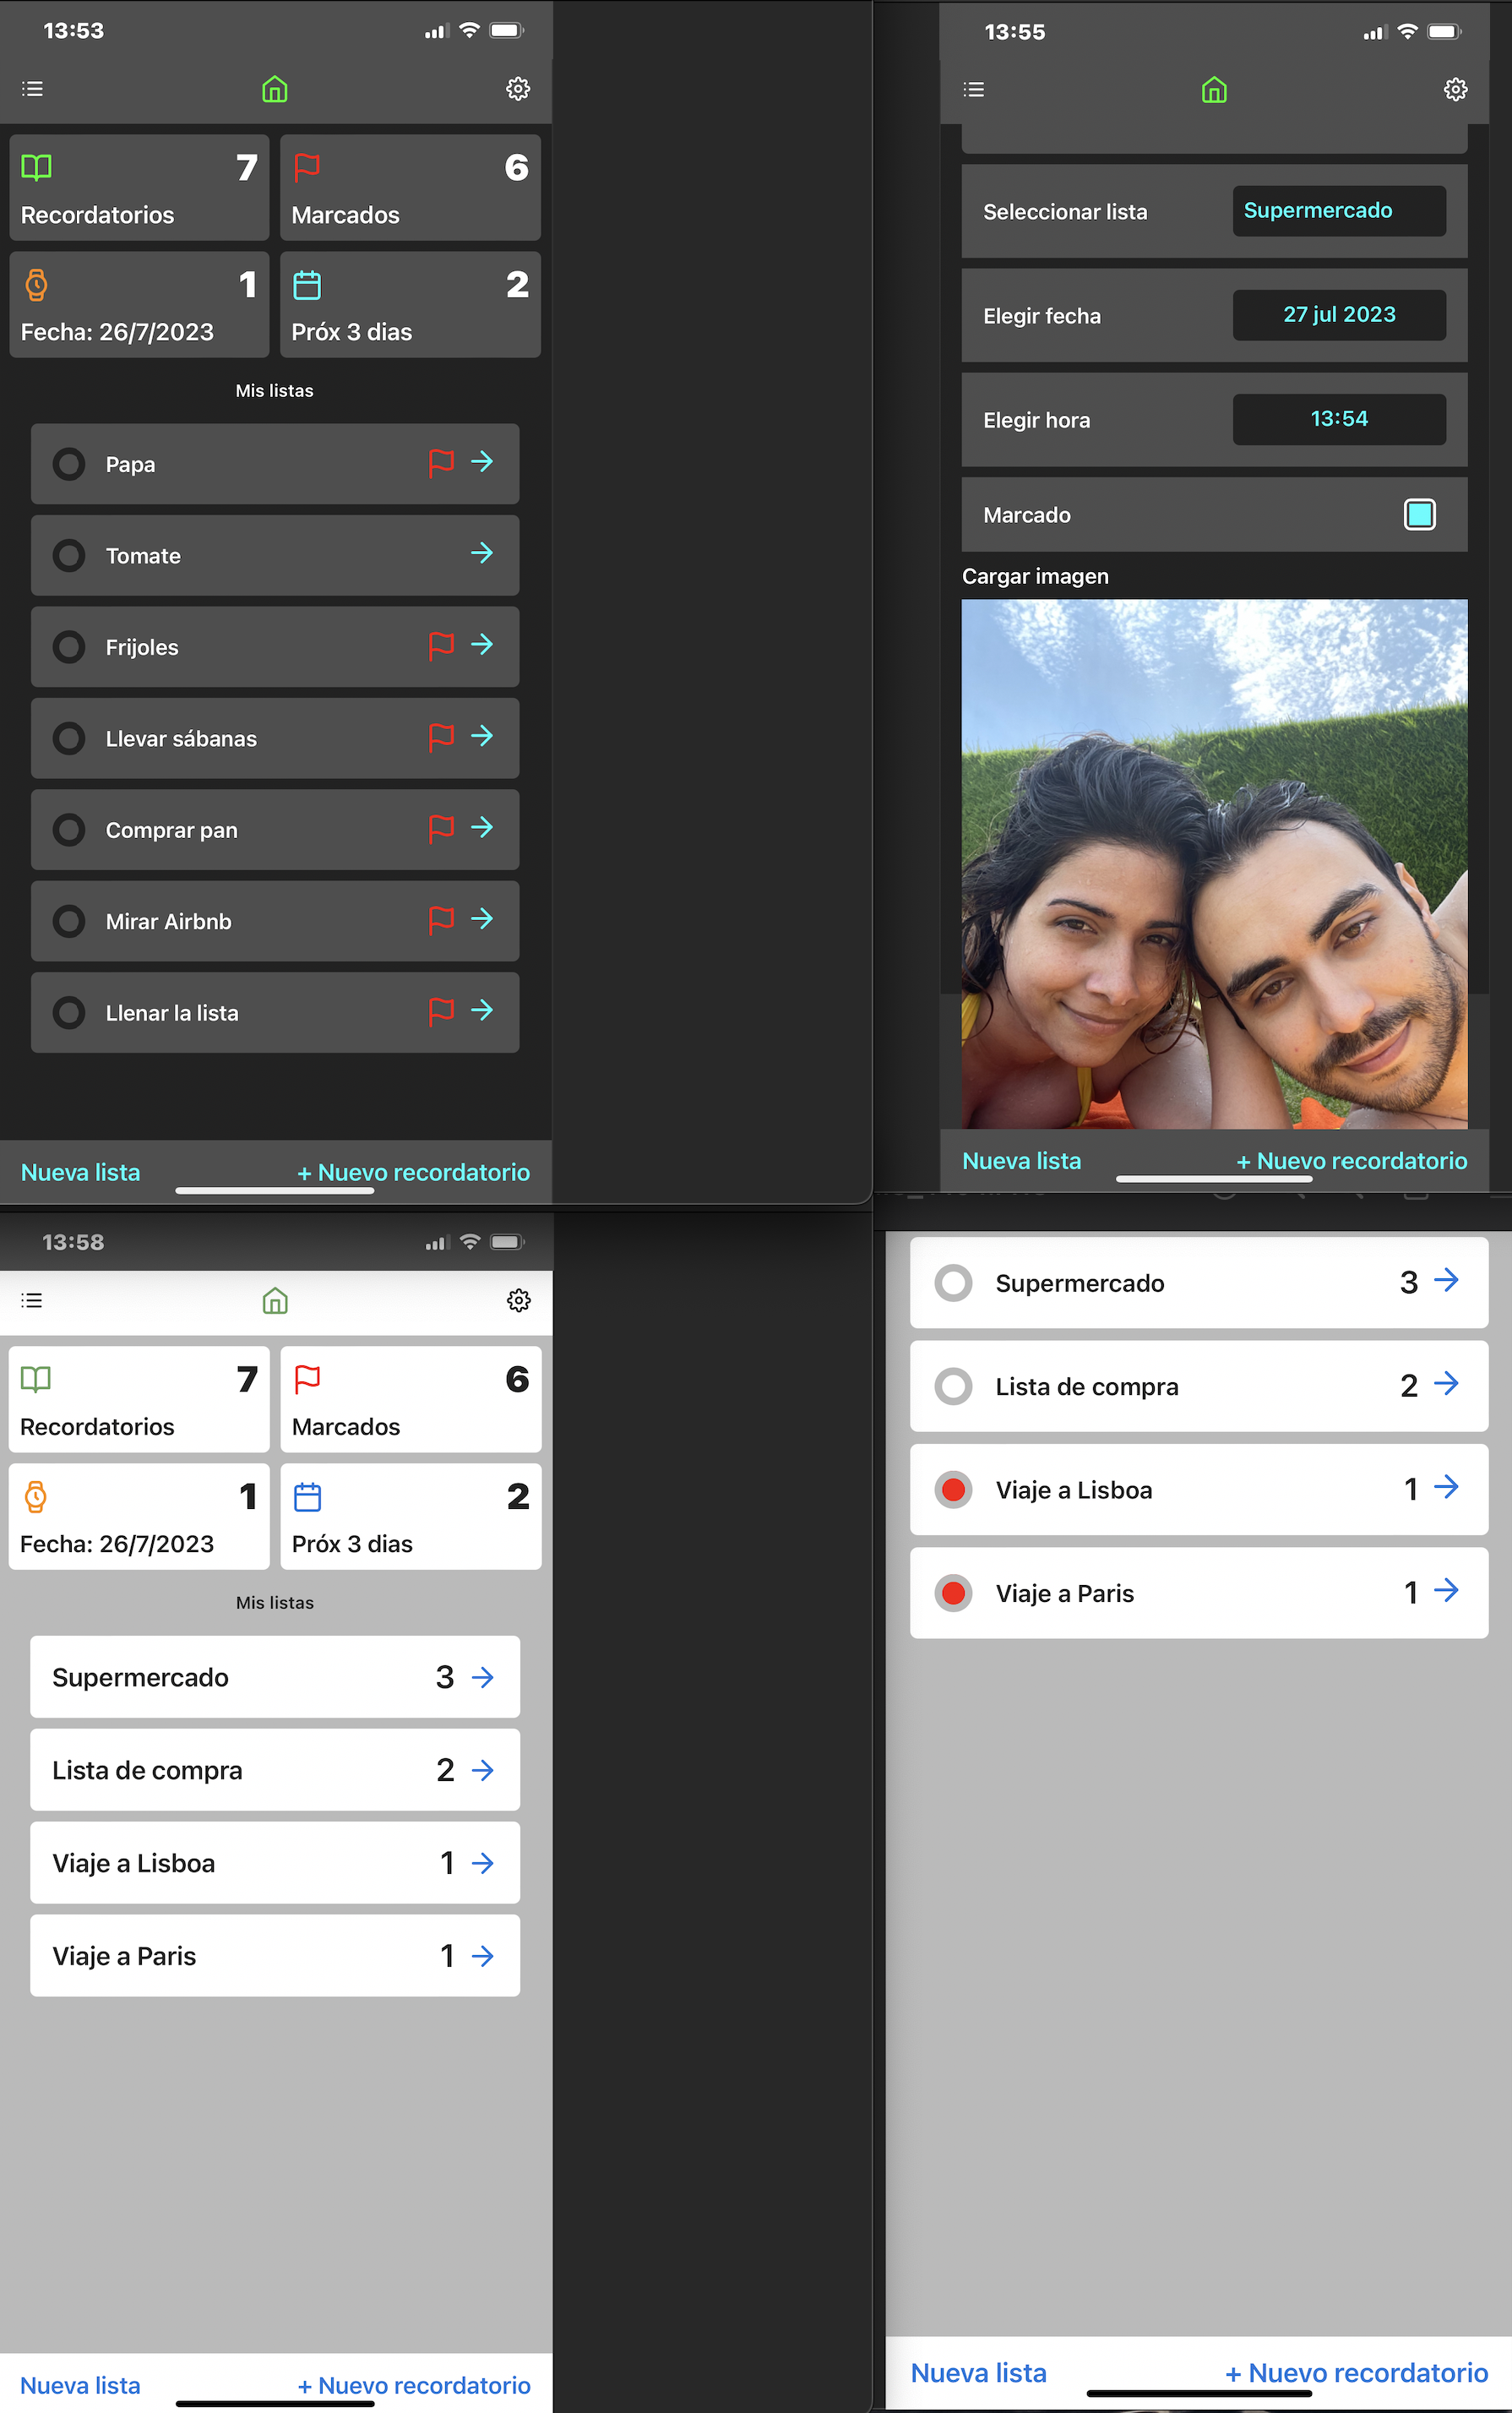 13:53
7
Recordatorios
6
Marcados
1
Fecha: 26/7/2023
2
Próx 3 dias
Mis listas
Papa
Tomate
Frijoles
Llevar sábanas
Comprar pan
Mirar Airbnb
Llenar la lista
Nueva lista
+ Nuevo recordatorio
13:55
Seleccionar lista Supermercado
Elegir fecha 27 jul 2023
Elegir hora 13:54
Marcado
Cargar imagen
Nueva lista
+ Nuevo recordatorio
13:58
7
Recordatorios
6
Marcados
1
Fecha: 26/7/2023
2
Próx 3 dias
Mis listas
Supermercado 3
Lista de compra 2
Viaje a Lisboa 1
Viaje a Paris 1
Nueva lista
+ Nuevo recordatorio
Supermercado 3
Lista de compra 2
Viaje a Lisboa 1
Viaje a Paris 1
Nueva lista
+ Nuevo recordatorio